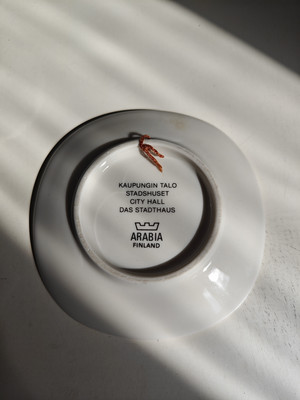 KAUPUNGIN TALO
STADSHUSET
CITY HALL
DAS STADTHAUS
ARABIA
FINLAND